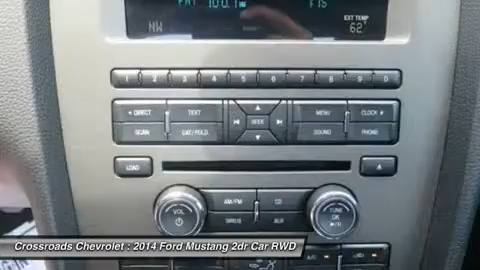 100.1
NW
EXT TEMP
62°
1 2 3 4 5 6 7 8 9 0
DIRECT TEXT MENU CLOCK
SCAN CAT/FOLD SEEK SOUND PHONE
LOAD
AM/FM CD
VOL SIRIUS AUX TUNE
OK
Crossroads Chevrolet : 2014 Ford Mustang 2dr Car RWD